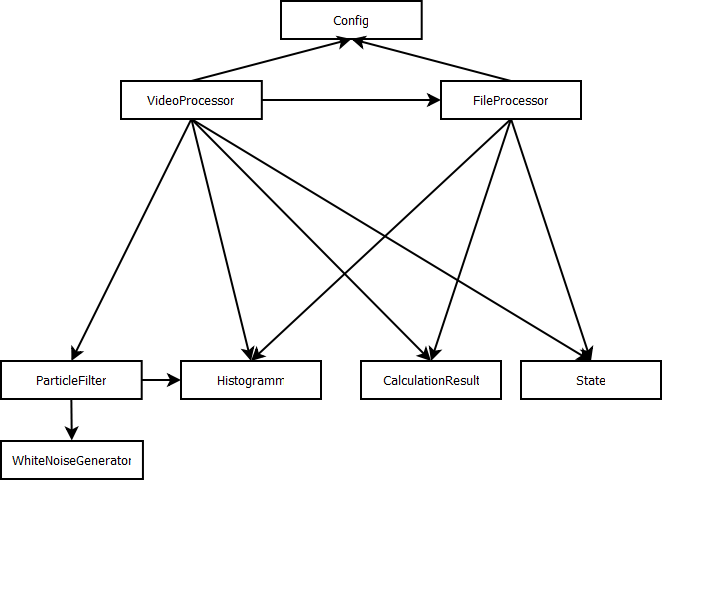 Config
VideoProcessor
FileProcessor
ParticleFilter
Histogramm
CalculationResult
State
WhiteNoiseGenerator